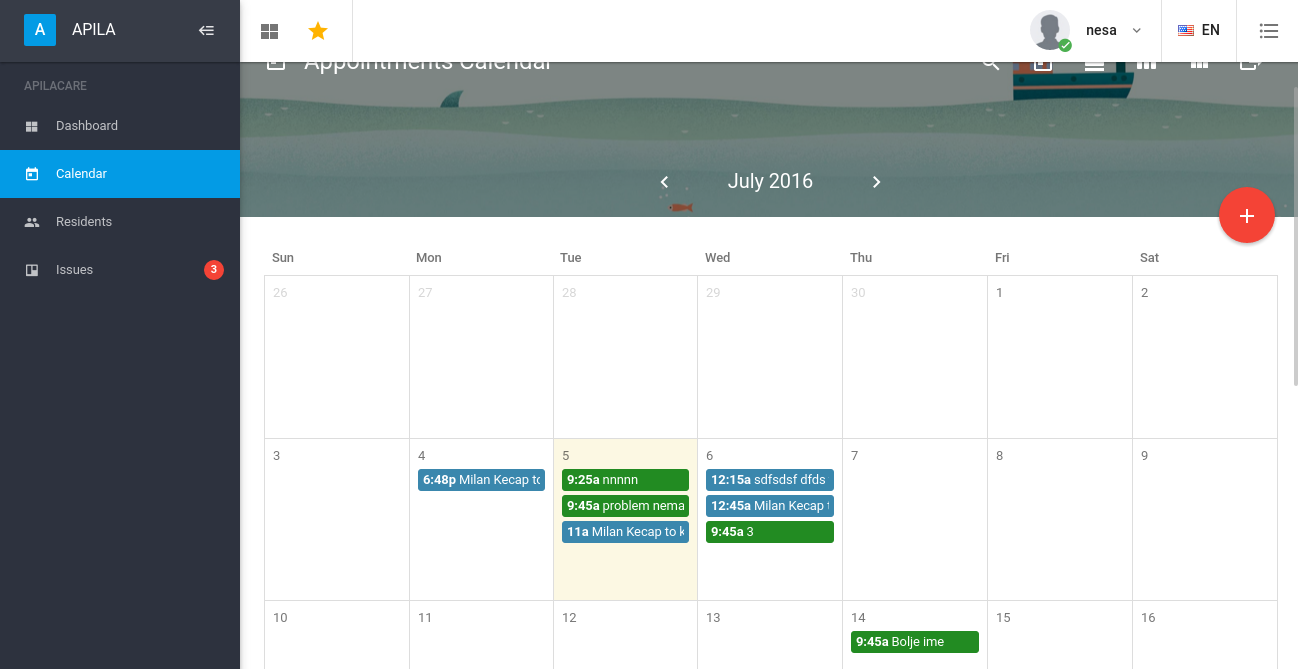 A APILA
nesa
EN
Appointments Calendar
APILACARE
Dashboard
Calendar
Residents
Issues 3
July 2016
Sun Mon Tue Wed Thu Fri Sat
26 27 28 29 30 1 2
3 4 5 6 7 8 9
6:48p Milan Kecap to
9:25a nnnnn
9:45a problem nema
11a Milan Kecap to k
12:15a sdfsdsf dfds
12:45a Milan Kecap t
9:45a 3
10 11 12 13 14 15 16
9:45a Bolje ime